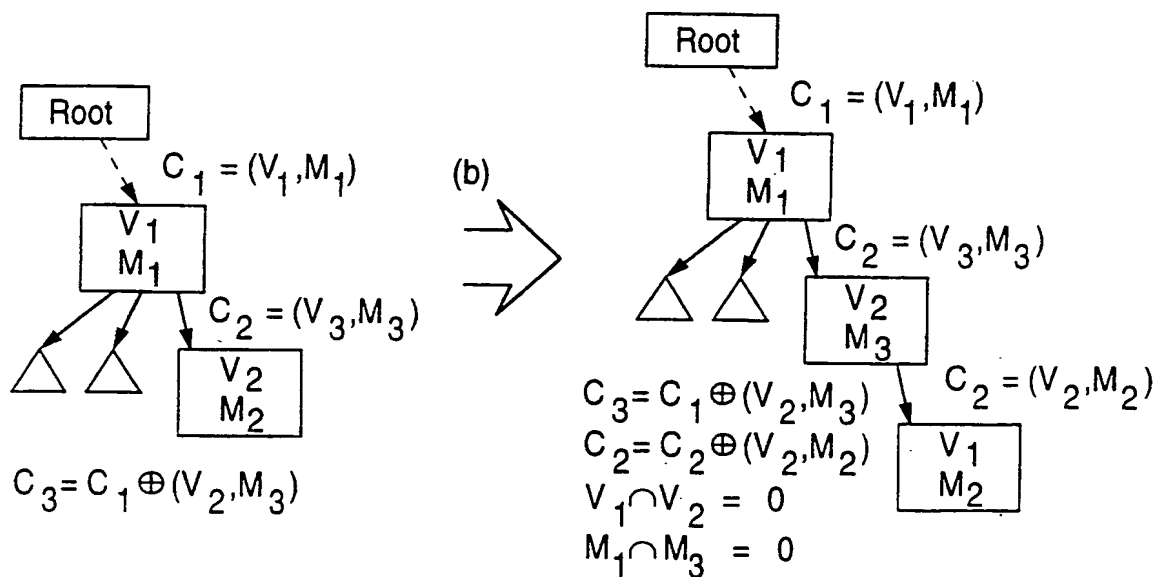 Root
C₁ = (V₁,M₁)
V₁
M₁
C₂ = (V₃,M₃)
V₂
M₂
C₃= C₁ ⊕ (V₂,M₃)
(b)
Root
C₁ = (V₁,M₁)
V₁
M₁
C₂ = (V₃,M₃)
V₂
M₃
C₂ = (V₂,M₂)
V₁
M₂
C₃= C₁ ⊕ (V₂,M₃)
C₂= C₂ ⊕ (V₂,M₂)
V₁∩V₂ = 0
M₁∩M₃ = 0